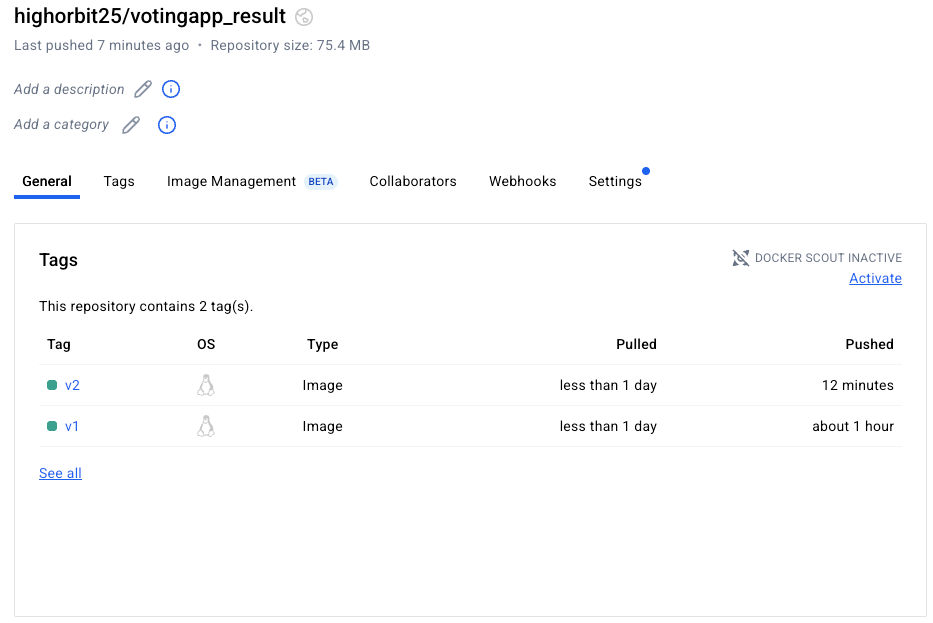 highorbit25/votingapp_result
Last pushed 7 minutes ago · Repository size: 75.4 MB
Add a description
Add a category
General Tags Image Management BETA Collaborators Webhooks Settings
Tags
DOCKER SCOUT INACTIVE
Activate
This repository contains 2 tag(s).
Tag OS Type Pulled Pushed
v2 Image less than 1 day 12 minutes
v1 Image less than 1 day about 1 hour
See all